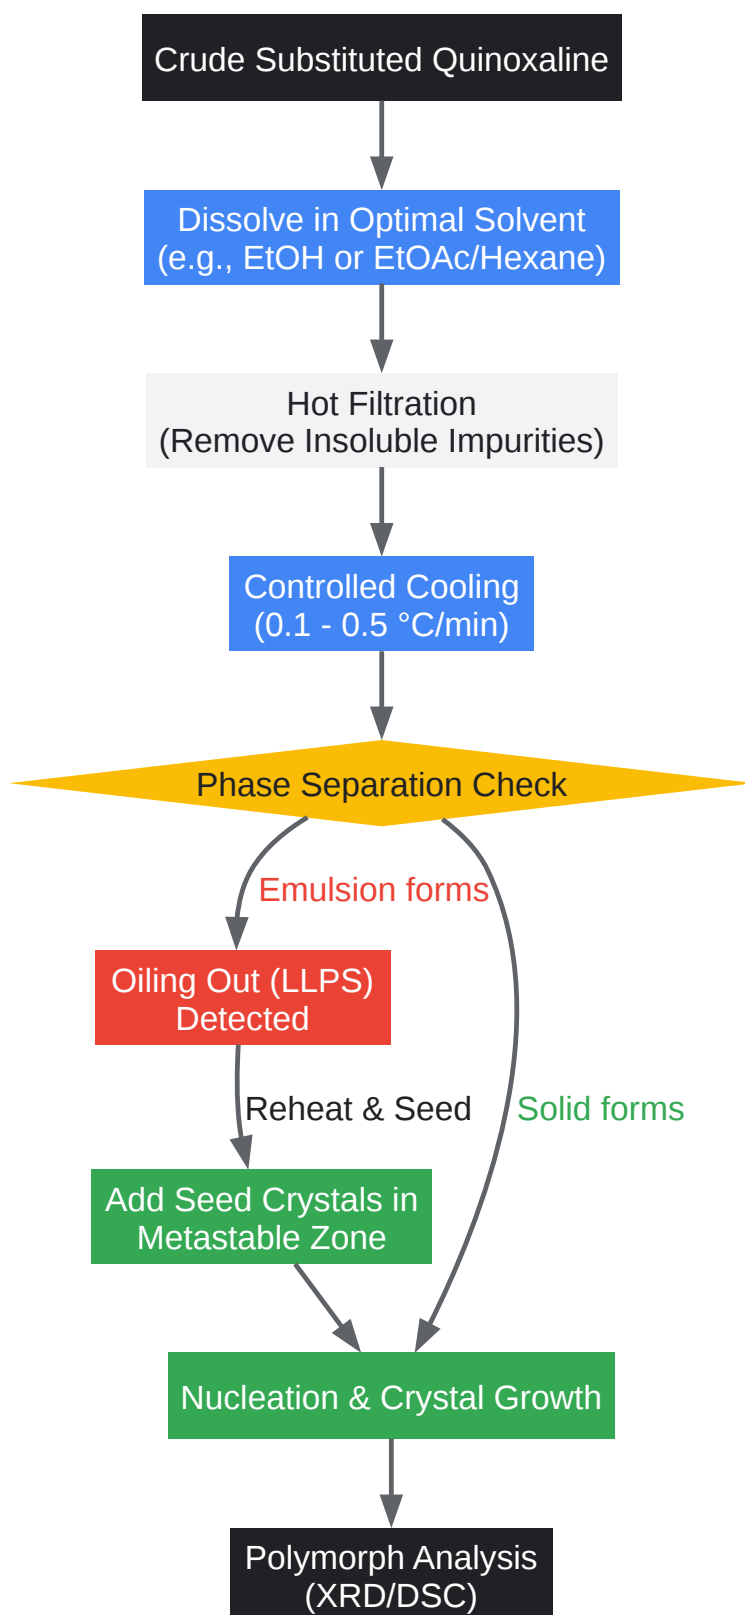 Crude Substituted Quinoxaline
Dissolve in Optimal Solvent
(e.g., EtOH or EtOAc/Hexane)
Hot Filtration
(Remove Insoluble Impurities)
Controlled Cooling
(0.1 - 0.5 °C/min)
Phase Separation Check
Emulsion forms
Oiling Out (LLPS)
Detected
Reheat & Seed
Solid forms
Add Seed Crystals in
Metastable Zone
Nucleation & Crystal Growth
Polymorph Analysis
(XRD/DSC)